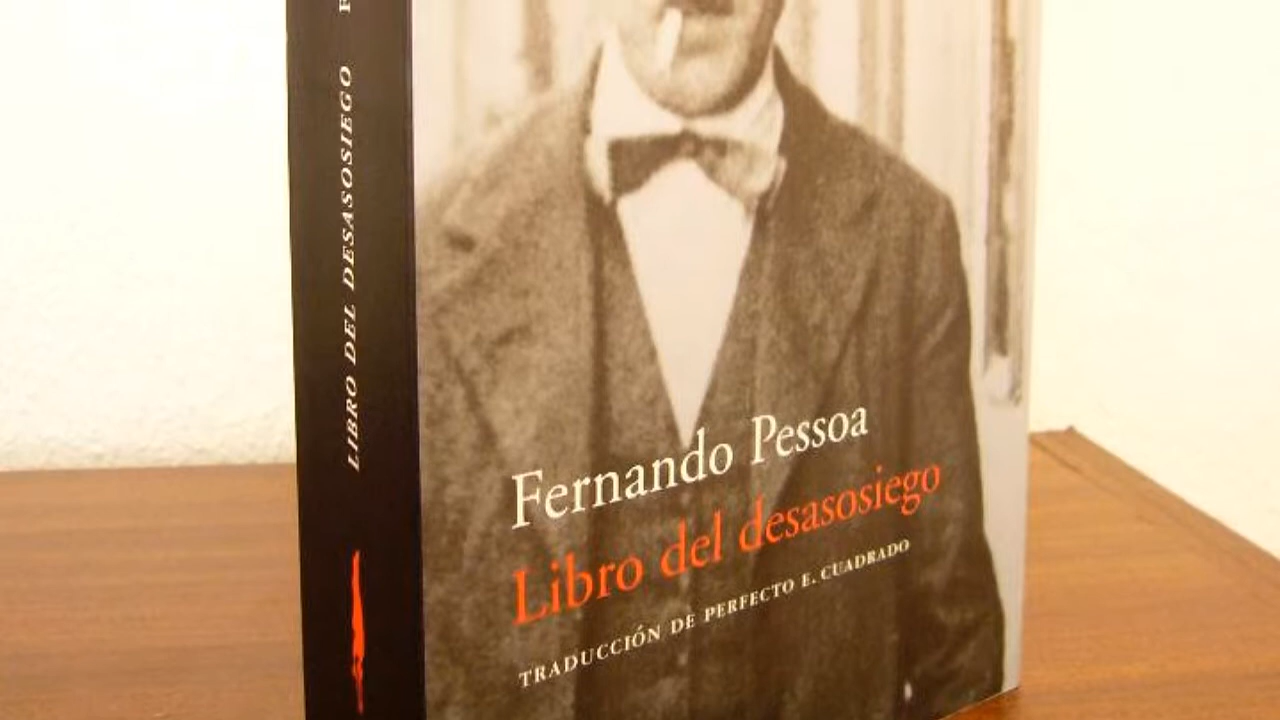 LIBRO DEL DESASOSIEGO
Fernando Pessoa
Libro del desasosiego
TRADUCCIÓN DE PERFECTO E. CUADRADO